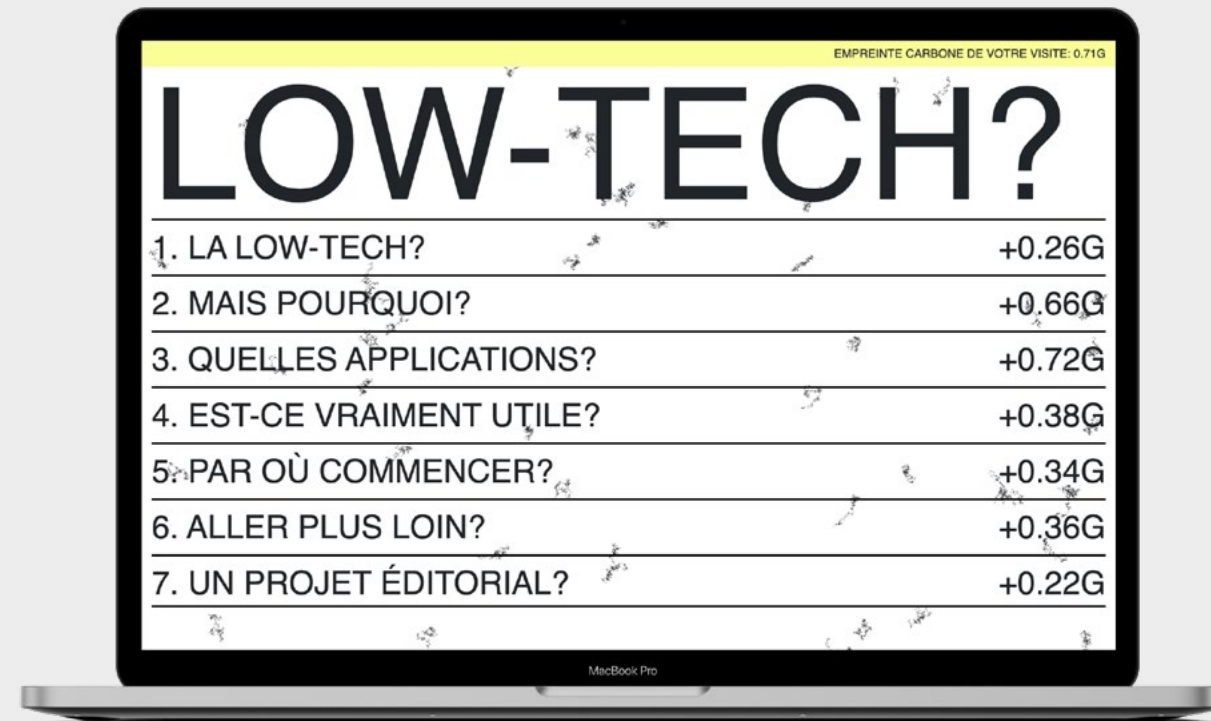 EMPREINTE CARBONE DE VOTRE VISITE: 0.71G
LOW-TECH?
1. LA LOW-TECH? +0.26G
2. MAIS POURQUOI? +0.66G
3. QUELLES APPLICATIONS? +0.72G
4. EST-CE VRAIMENT UTILE? +0.38G
5. PAR OÙ COMMENCER? +0.34G
6. ALLER PLUS LOIN? +0.36G
7. UN PROJET ÉDITORIAL? +0.22G
MacBook Pro